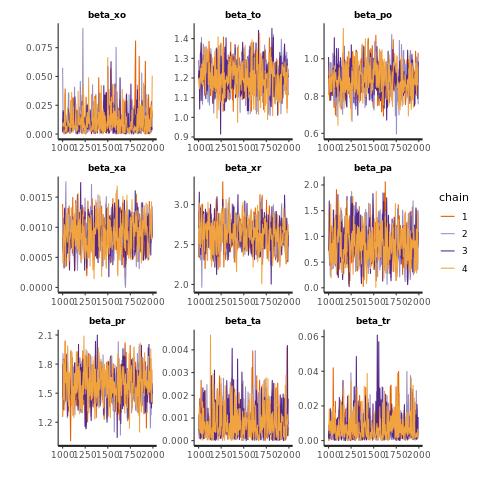 beta_xo beta_to beta_po
0.075 0.050 0.025 0.000
1.4 1.3 1.2 1.1 1.0 0.9
1.0 0.8 0.6
1000 1250 1500 1750 2000 1000 1250 1500 1750 2000 1000 1250 1500 1750 2000
beta_xa beta_xr beta_pa
0.0015 0.0010 0.0005 0.0000
3.0 2.5 2.0
2.0 1.5 1.0 0.5 0.0
1000 1250 1500 1750 2000 1000 1250 1500 1750 2000 1000 1250 1500 1750 2000
beta_pr beta_ta beta_tr
2.1 1.8 1.5 1.2
0.004 0.003 0.002 0.001 0.000
0.06 0.04 0.02 0.00
1000 1250 1500 1750 2000 1000 1250 1500 1750 2000 1000 1250 1500 1750 2000
chain
1
2
3
4